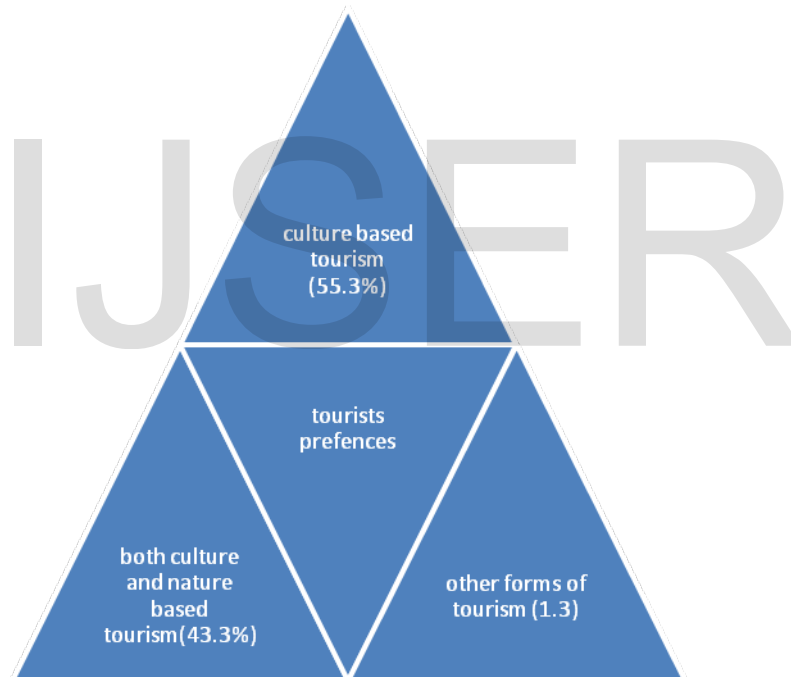 IJSER
culture based
tourism
(55.3%)
tourists
prefences
both culture
and nature
based
tourism(43.3%)
other forms of
tourism (1.3)